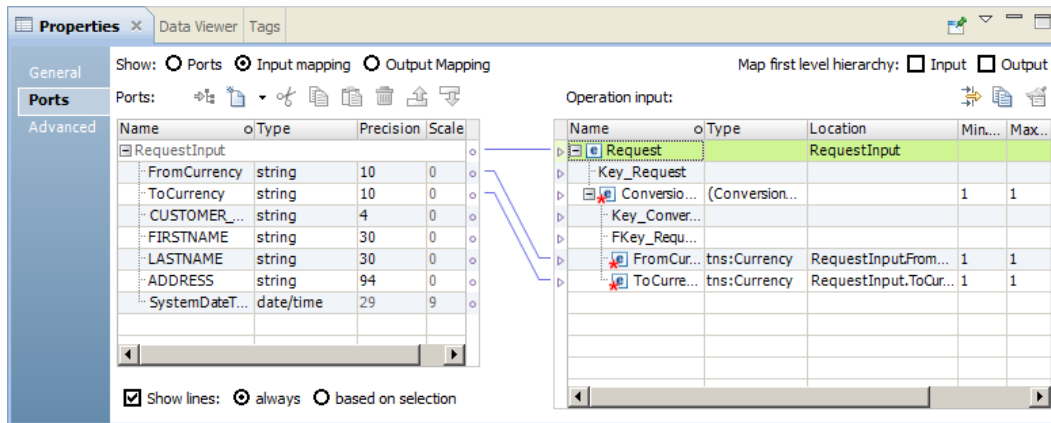 Properties Data Viewer Tags
General
Ports
Advanced
Show: Ports Input mapping Output Mapping Map first level hierarchy: Input Output
Ports:
Operation input:
Name Type Precision Scale
RequestInput
FromCurrency string 10 0
ToCurrency string 10 0
CUSTOMER_... string 4 0
FIRSTNAME string 30 0
LASTNAME string 30 0
ADDRESS string 94 0
SystemDateT... date/time 29 9
Name Type Location Min.... Max...
Request RequestInput
Key_Request
Conversio... (Conversion... 1 1
Key_Conver...
FKey_Requ...
FromCur... tns:Currency RequestInput.From... 1 1
ToCurre... tns:Currency RequestInput.ToCur... 1 1
Show lines: always based on selection